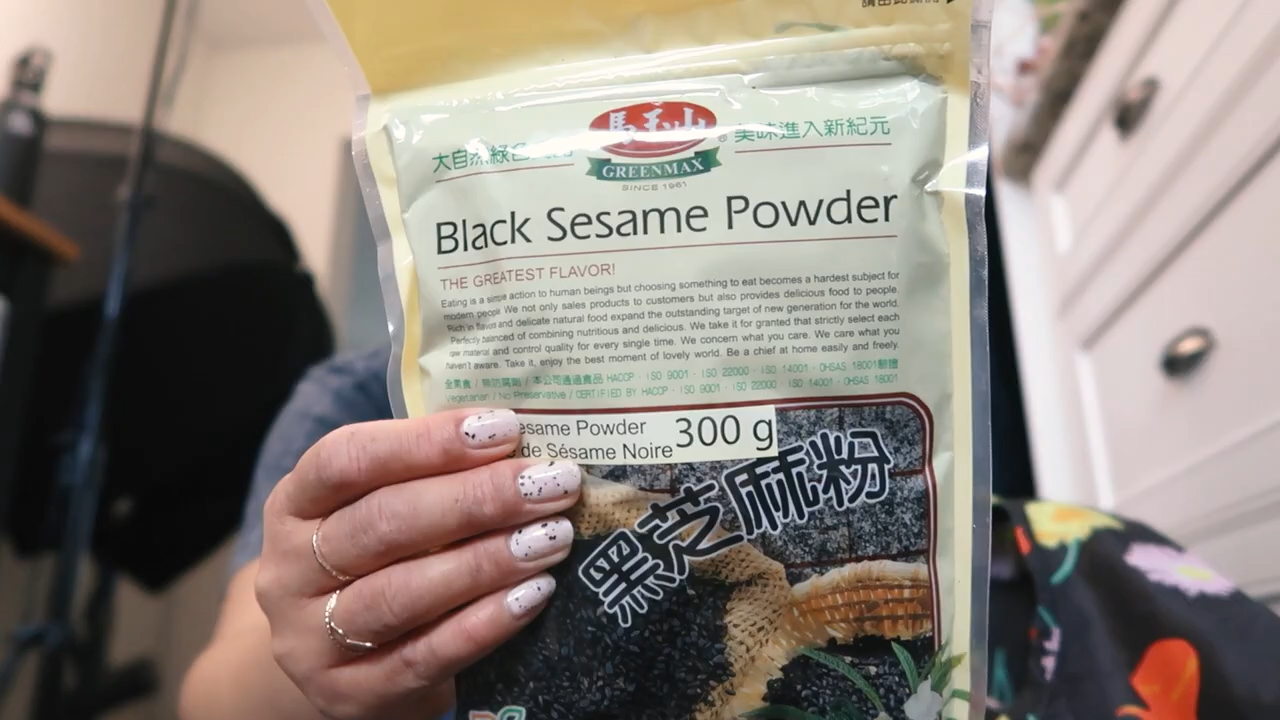 馬玉山
®
大自然綠色
美味進入新紀元
GREENMAX
SINCE 1961
Black Sesame Powder
THE GREATEST FLAVOR!
Eating is a simple action to human beings but choosing something to eat becomes a hardest subject for
modern people. We not only sales products to customers but also provides delicious food to people.
Rich in flavors and delicate natural food expand the outstanding target of new generation for the world.
Perfectly balanced of combining nutritious and delicious. We take it for granted that strictly select each
raw material and control quality for every single time. We concern what you care. We care what you
haven't aware. Take it, enjoy the best moment of lovely world. Be a chief at home easily and freely.
全素食 / 無防腐劑 / 本公司通過食品 HACCP · ISO 9001 · ISO 22000 · ISO 14001 · OHSAS 18001驗證
Vegetarian / No Preservative / CERTIFIED BY HACCP · ISO 9001 · ISO 22000 · ISO 14001 · OHSAS 18001
esame Powder
de Sésame Noire
300 g
黑芝麻粉